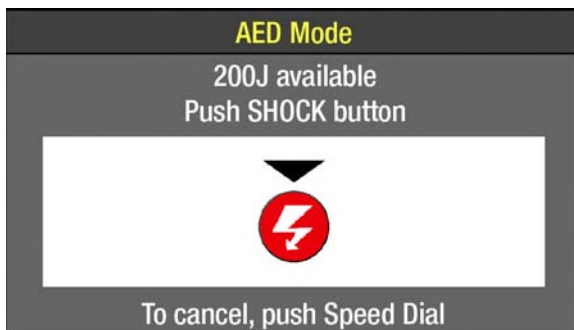 AED Mode
200J available
Push SHOCK button
To cancel, push Speed Dial